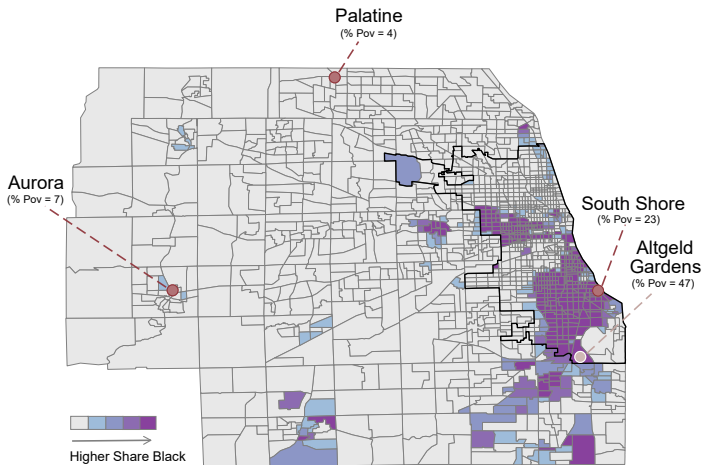 Palatine
(% Pov = 4)
Aurora
(% Pov = 7)
South Shore
(% Pov = 23)
Altgeld
Gardens
(% Pov = 47)
Higher Share Black